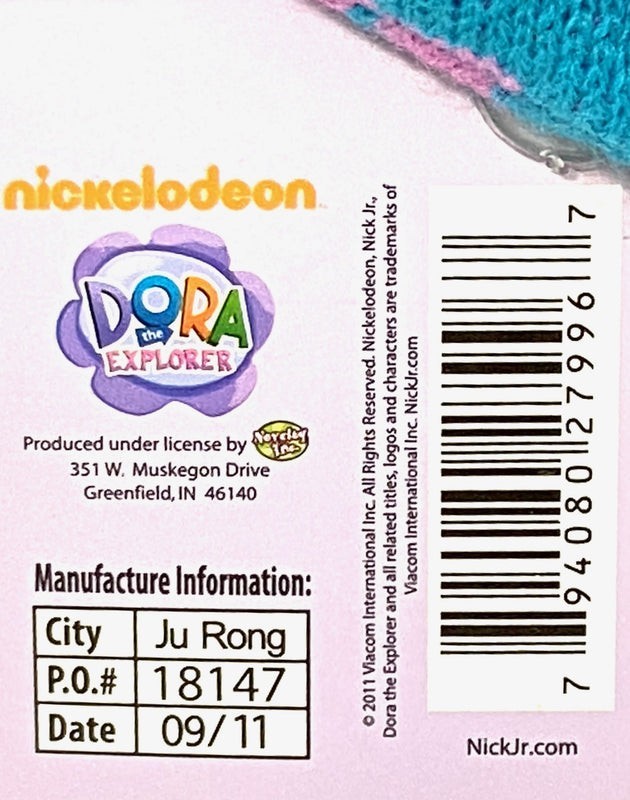 nickelodeon
DORA
the
EXPLORER
Produced under license by Novelty Inc.
351 W. Muskegon Drive
Greenfield, IN 46140
Manufacture Information:
City Ju Rong
P.O.# 18147
Date 09/11
© 2011 Viacom International Inc. All Rights Reserved. Nickelodeon, Nick Jr.,
Dora the Explorer and all related titles, logos and characters are trademarks of
Viacom International Inc. NickJr.com
7 94080 27996 7
NickJr.com